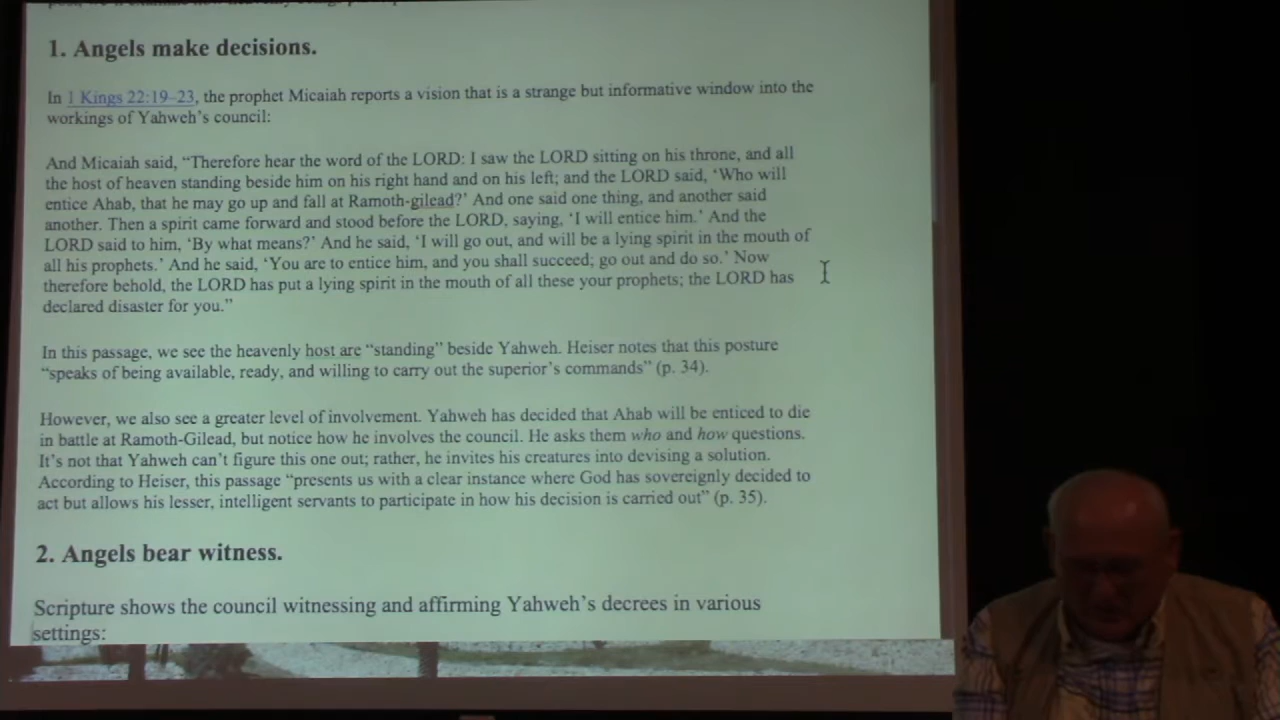 1. Angels make decisions.
In 1 Kings 22:19–23, the prophet Micaiah reports a vision that is a strange but informative window into the
workings of Yahweh’s council:
And Micaiah said, “Therefore hear the word of the LORD: I saw the LORD sitting on his throne, and all
the host of heaven standing beside him on his right hand and on his left; and the LORD said, ‘Who will
entice Ahab, that he may go up and fall at Ramoth-gilead?’ And one said one thing, and another said
another. Then a spirit came forward and stood before the LORD, saying, ‘I will entice him.’ And the
LORD said to him, ‘By what means?’ And he said, ‘I will go out, and will be a lying spirit in the mouth of
all his prophets.’ And he said, ‘You are to entice him, and you shall succeed; go out and do so.’ Now
therefore behold, the LORD has put a lying spirit in the mouth of all these your prophets; the LORD has
declared disaster for you.”
In this passage, we see the heavenly host are “standing” beside Yahweh. Heiser notes that this posture
“speaks of being available, ready, and willing to carry out the superior’s commands” (p. 34).
However, we also see a greater level of involvement. Yahweh has decided that Ahab will be enticed to die
in battle at Ramoth-Gilead, but notice how he involves the council. He asks them who and how questions.
It’s not that Yahweh can’t figure this one out; rather, he invites his creatures into devising a solution.
According to Heiser, this passage “presents us with a clear instance where God has sovereignly decided to
act but allows his lesser, intelligent servants to participate in how his decision is carried out” (p. 35).
2. Angels bear witness.
Scripture shows the council witnessing and affirming Yahweh’s decrees in various
settings: